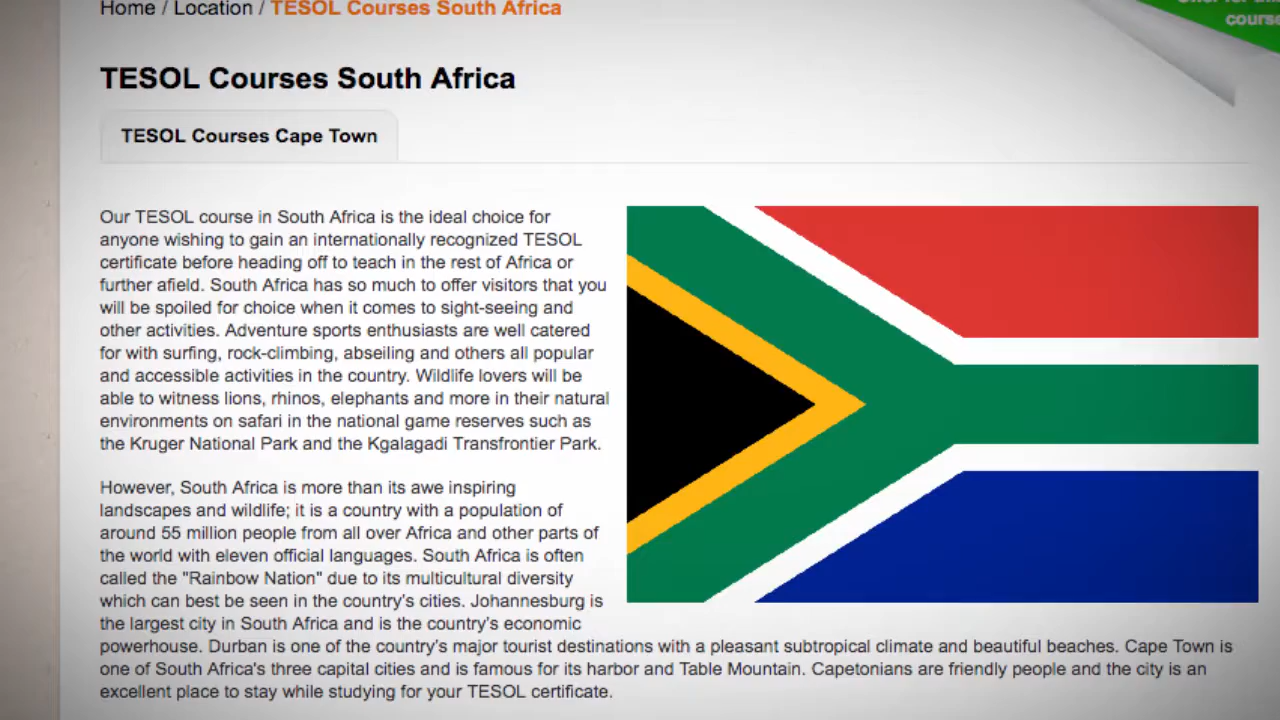 Home / Location / TESOL Courses South Africa
course
TESOL Courses South Africa
TESOL Courses Cape Town
Our TESOL course in South Africa is the ideal choice for
anyone wishing to gain an internationally recognized TESOL
certificate before heading off to teach in the rest of Africa or
further afield. South Africa has so much to offer visitors that you
will be spoiled for choice when it comes to sight-seeing and
other activities. Adventure sports enthusiasts are well catered
for with surfing, rock-climbing, abseiling and others all popular
and accessible activities in the country. Wildlife lovers will be
able to witness lions, rhinos, elephants and more in their natural
environments on safari in the national game reserves such as
the Kruger National Park and the Kgalagadi Transfrontier Park.
However, South Africa is more than its awe inspiring
landscapes and wildlife; it is a country with a population of
around 55 million people from all over Africa and other parts of
the world with eleven official languages. South Africa is often
called the "Rainbow Nation" due to its multicultural diversity
which can best be seen in the country's cities. Johannesburg is
the largest city in South Africa and is the country's economic
powerhouse. Durban is one of the country's major tourist destinations with a pleasant subtropical climate and beautiful beaches. Cape Town is
one of South Africa's three capital cities and is famous for its harbor and Table Mountain. Capetonians are friendly people and the city is an
excellent place to stay while studying for your TESOL certificate.